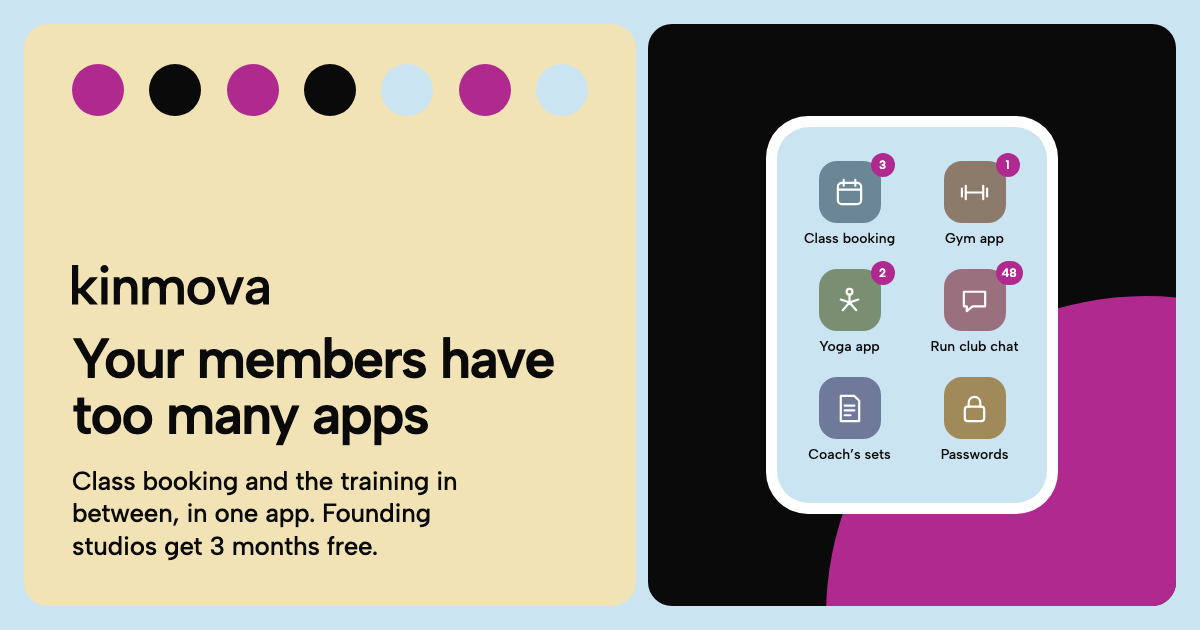 kinmova
Your members have
too many apps
Class booking and the training in
between, in one app. Founding
studios get 3 months free.
3
1
Class booking
Gym app
2
48
Yoga app
Run club chat
Coach’s sets
Passwords